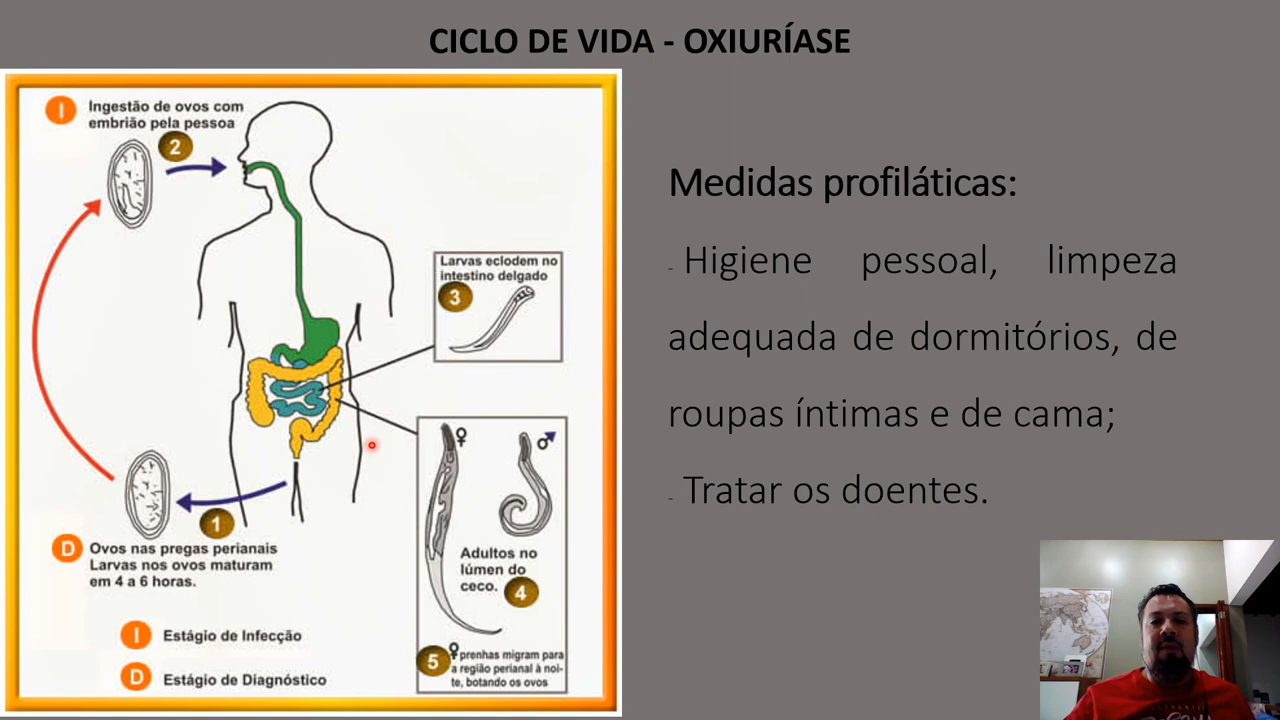 CICLO DE VIDA - OXIURÍASE
I
Ingestão de ovos com
embrião pela pessoa
2
Larvas eclodem no
intestino delgado
3
1
D
Ovos nas pregas perianais
Larvas nos ovos maturam
em 4 a 6 horas.
♀
♂
Adultos no
lúmen do
ceco.
4
5
♀ prenhas migram para
a região perianal à noi-
te, botando os ovos
I Estágio de Infecção
D Estágio de Diagnóstico
Medidas profiláticas:
- Higiene pessoal, limpeza
adequada de dormitórios, de
roupas íntimas e de cama;
- Tratar os doentes.